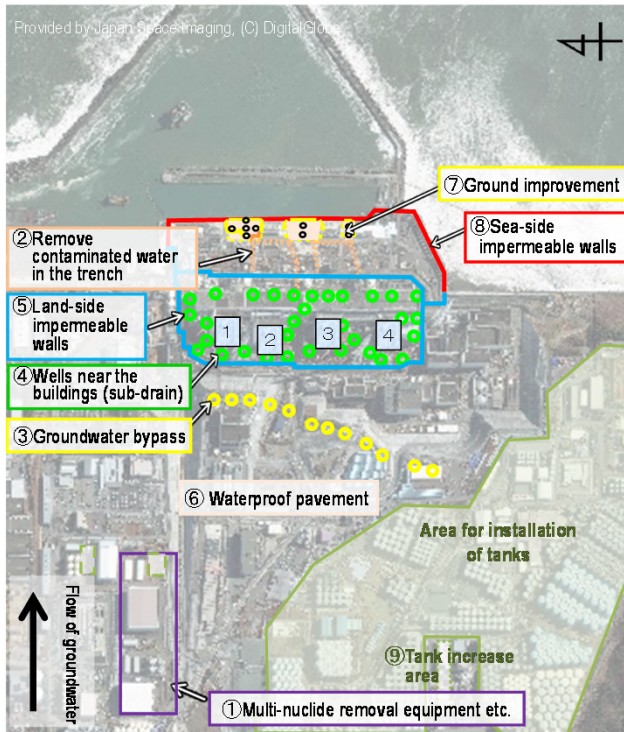 Provided by Japan Space Imaging, (C) DigitalGlobe
⑦Ground improvement
⑧Sea-side
impermeable walls
②Remove
contaminated water
in the trench
⑤Land-side
impermeable
walls
1
2
3
4
④Wells near the
buildings (sub-drain)
③Groundwater bypass
⑥ Waterproof pavement
Area for installation
of tanks
Flow of groundwater
⑨Tank increase
area
①Multi-nuclide removal equipment etc.